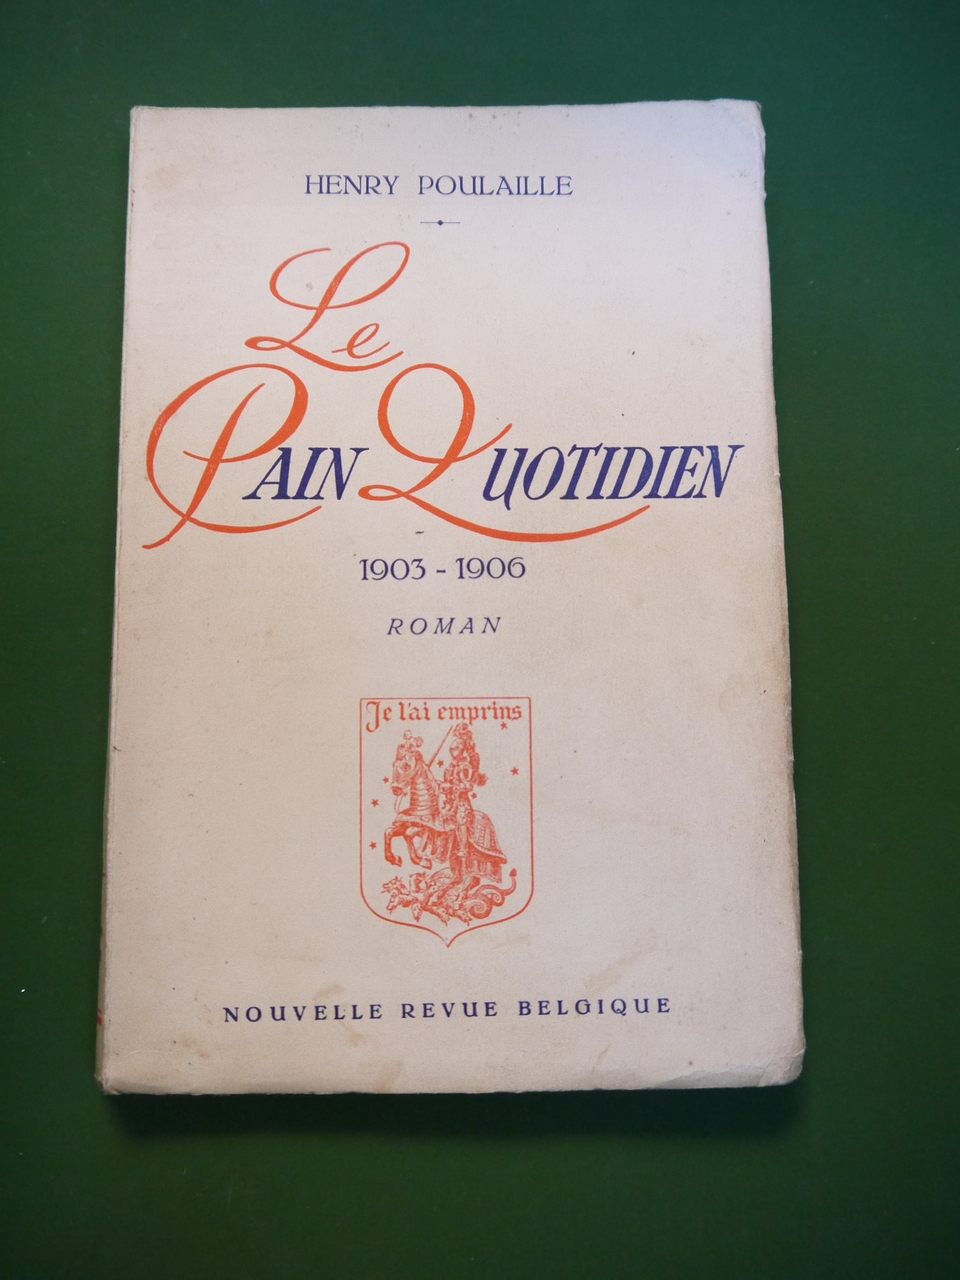 HENRY POULAILLE
Le
PAIN QUOTIDIEN
1903 - 1906
ROMAN
Je l'ai emprins
NOUVELLE REVUE BELGIQUE